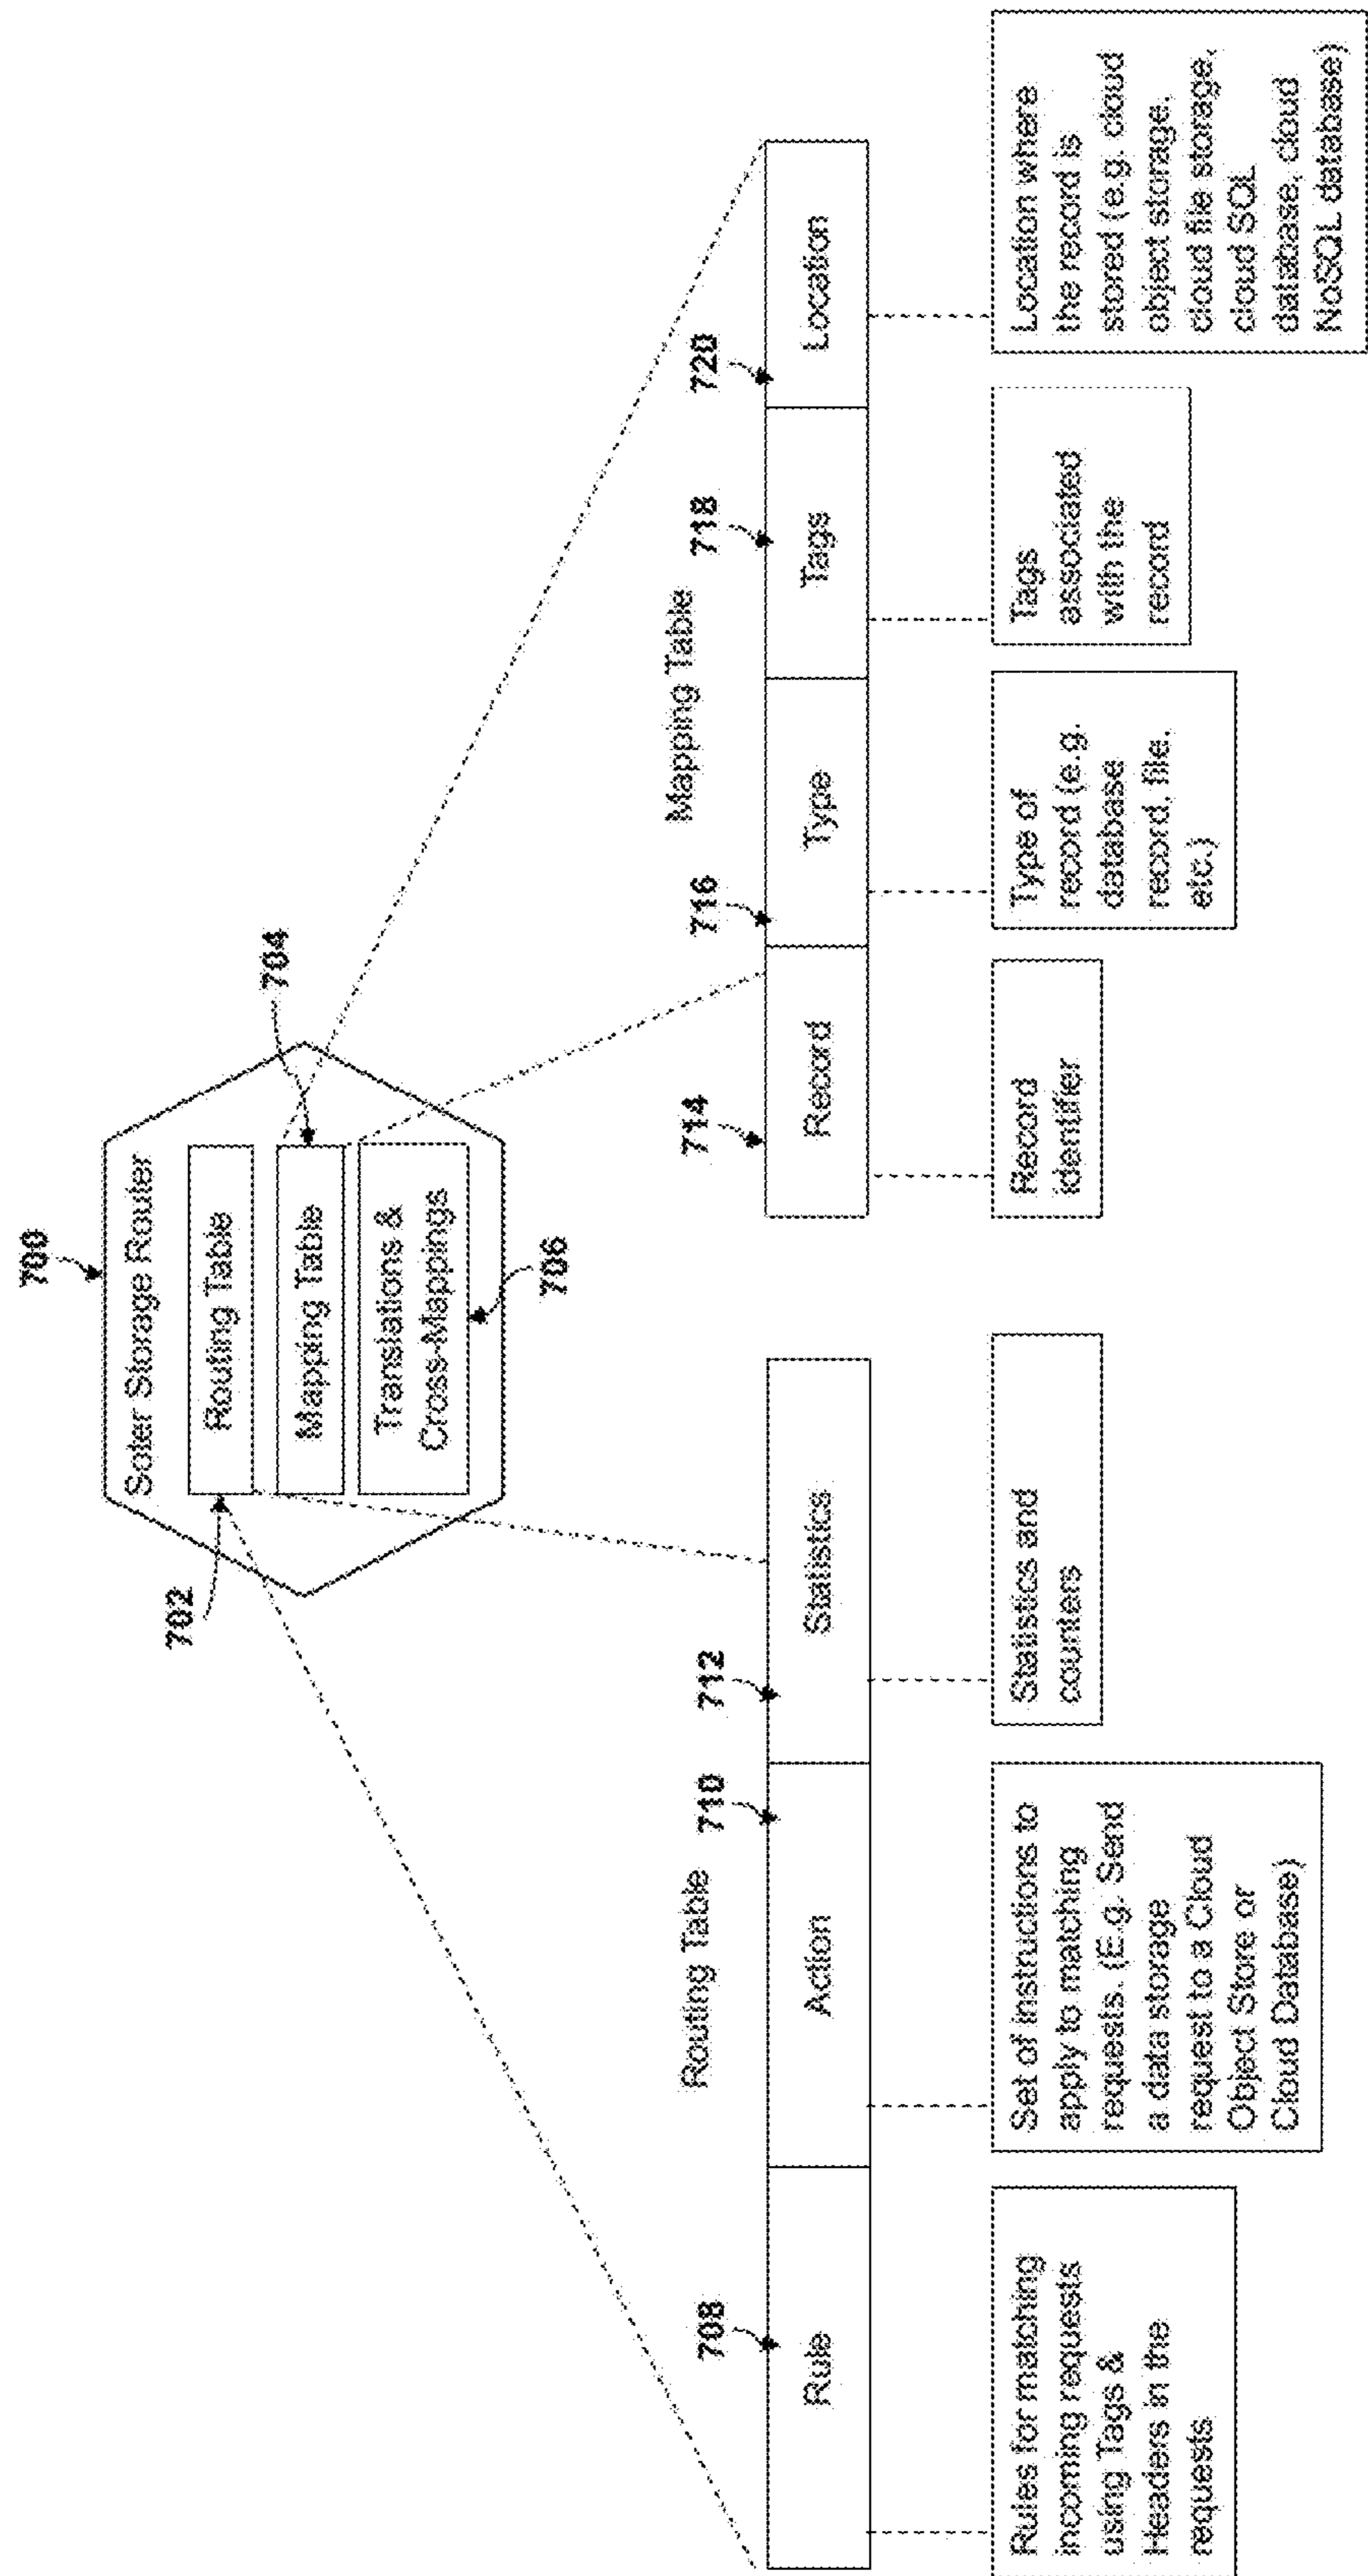 700
Soter Storage Router
Routing Table
Mapping Table
Translations &
Cross-Mappings
702
704
706
Routing Table
708
710
712
Rule
Action
Statistics
Rules for matching
incoming requests
using Tags &
Headers in the
requests
Set of instructions to
apply to matching
requests. (E.g. Send
a data storage
request to a Cloud
Object Store or
Cloud Database)
Statistics and
counters
Mapping Table
714
716
718
720
Record
Type
Tags
Location
Record
identifier
Type of
record (e.g.
database
record, file,
etc.)
Tags
associated
with the
record
Location where
the record is
stored (e.g. cloud
object storage,
cloud file storage,
cloud SQL
database, cloud
NoSQL database)